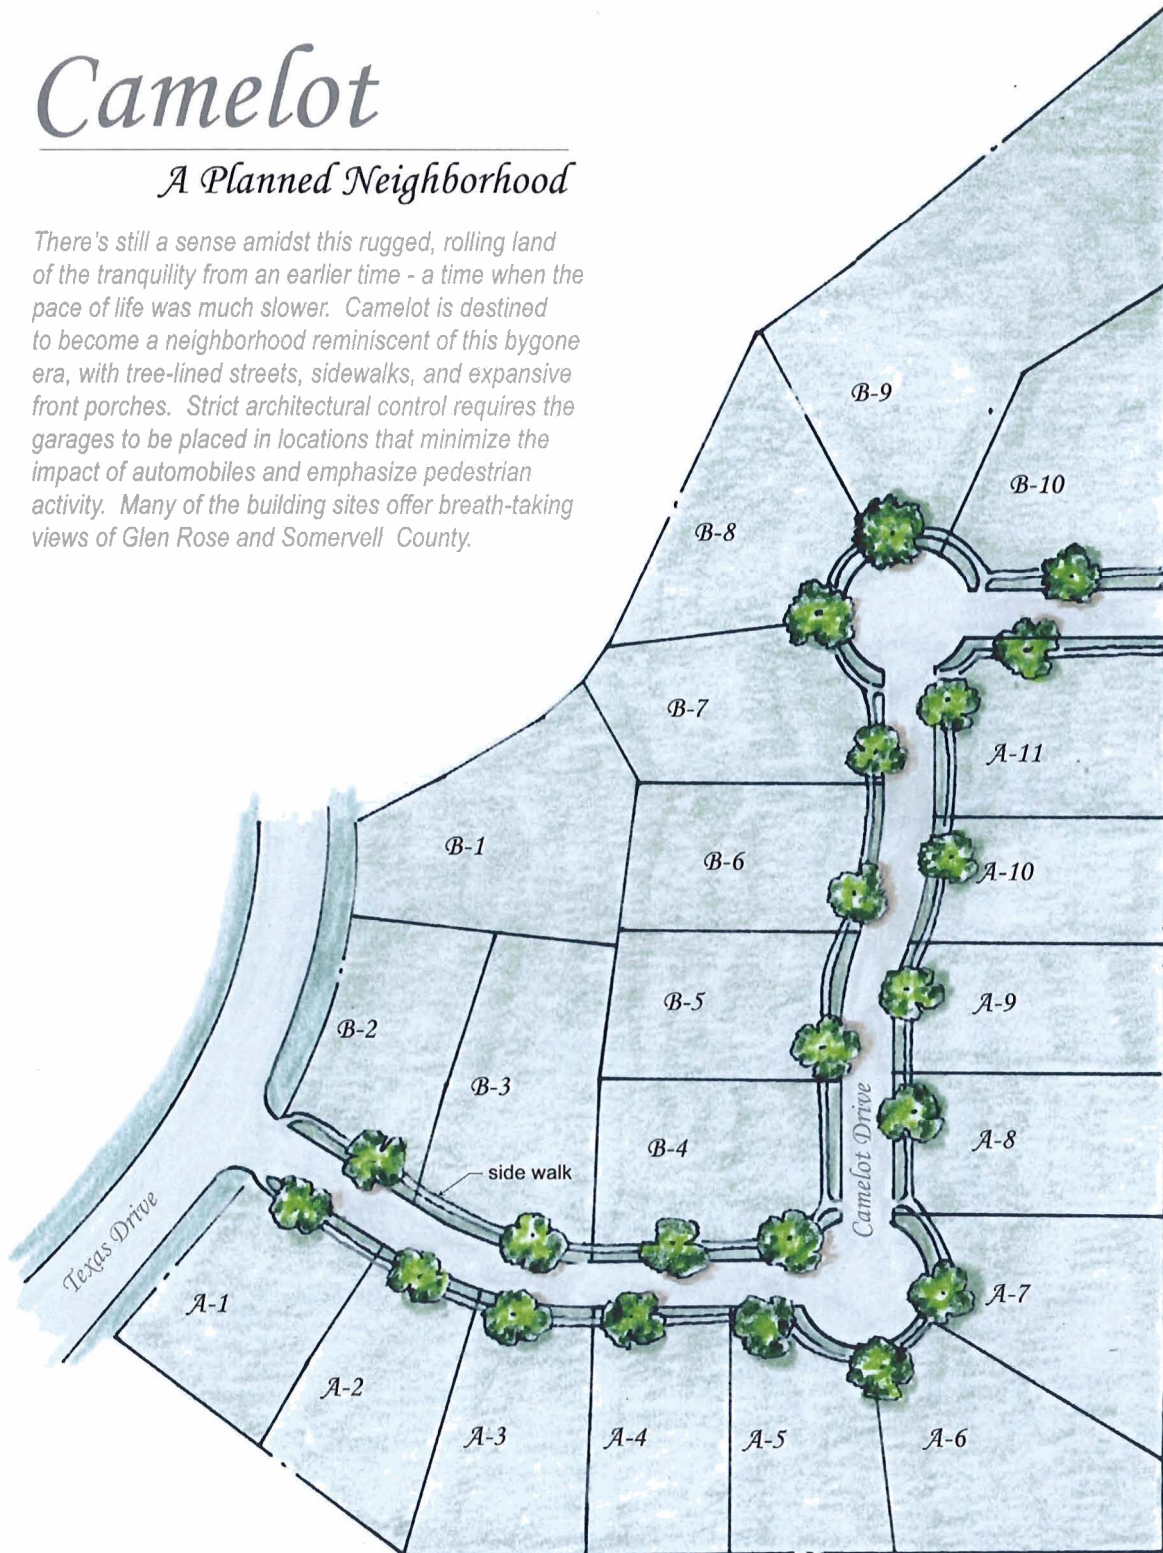 Camelot
A Planned Neighborhood
There's still a sense amidst this rugged, rolling land
of the tranquility from an earlier time - a time when the
pace of life was much slower. Camelot is destined
to become a neighborhood reminiscent of this bygone
era, with tree-lined streets, sidewalks, and expansive
front porches. Strict architectural control requires the
garages to be placed in locations that minimize the
impact of automobiles and emphasize pedestrian
activity. Many of the building sites offer breath-taking
views of Glen Rose and Somervell County.
B-9
B-10
B-8
B-7
A-11
B-1
B-6
A-10
B-5
A-9
B-2
B-3
B-4
A-8
side walk
Camelot Drive
Texas Drive
A-1
A-7
A-2
A-3
A-4
A-5
A-6